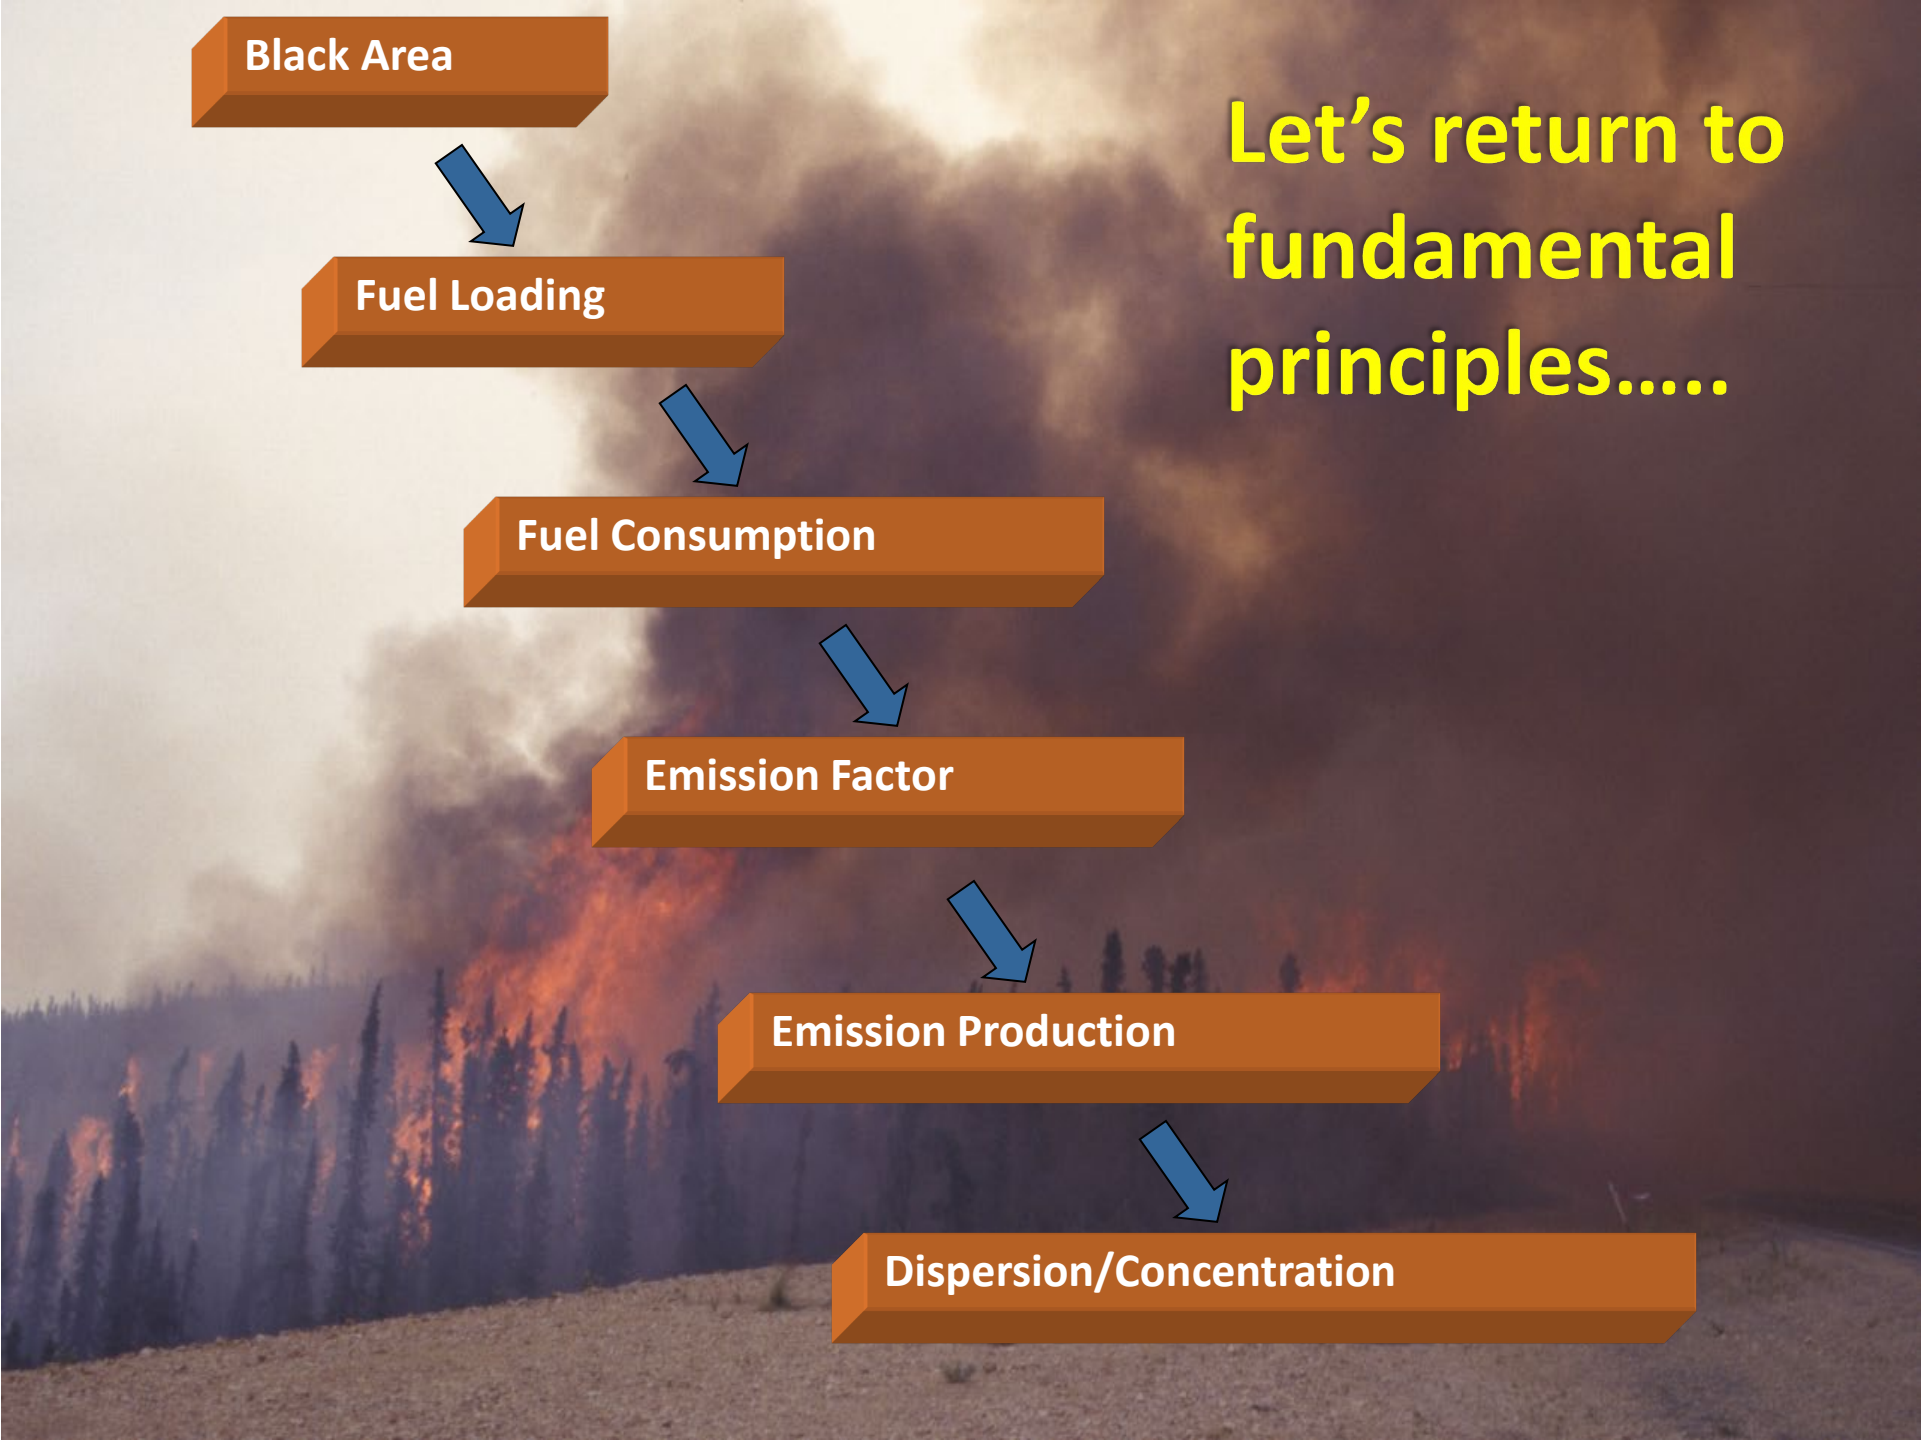 Black Area
Let’s return to
fundamental
principles.....
Fuel Loading
Fuel Consumption
Emission Factor
Emission Production
Dispersion/Concentration